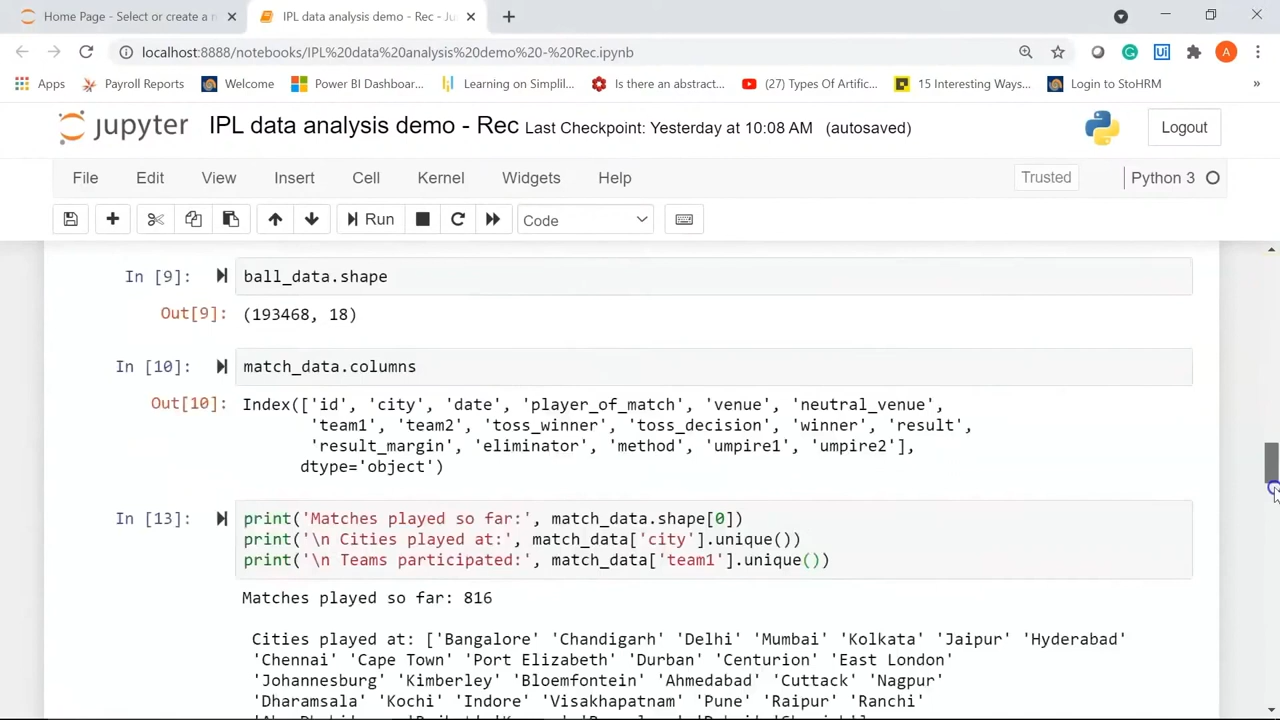 Home Page - Select or create a n
IPL data analysis demo - Rec - Ju
localhost:8888/notebooks/IPL%20data%20analysis%20demo%20-%20Rec.ipynb
A
Apps
Payroll Reports
Welcome
Power BI Dashboar...
Learning on Simplil...
Is there an abstrac...
(27) Types Of Artific...
15 Interesting Ways...
Login to StoHRM
»
jupyter
IPL data analysis demo - Rec Last Checkpoint: Yesterday at 10:08 AM (autosaved)
Logout
File Edit View Insert Cell Kernel Widgets Help
Trusted
Python 3
Run
Code
In [9]: ball_data.shape
Out[9]: (193468, 18)
In [10]: match_data.columns
Out[10]: Index(['id', 'city', 'date', 'player_of_match', 'venue', 'neutral_venue',
'team1', 'team2', 'toss_winner', 'toss_decision', 'winner', 'result',
'result_margin', 'eliminator', 'method', 'umpire1', 'umpire2'],
dtype='object')
In [13]: print('Matches played so far:', match_data.shape[0])
print('\n Cities played at:', match_data['city'].unique())
print('\n Teams participated:', match_data['team1'].unique())
Matches played so far: 816
Cities played at: ['Bangalore' 'Chandigarh' 'Delhi' 'Mumbai' 'Kolkata' 'Jaipur' 'Hyderabad'
'Chennai' 'Cape Town' 'Port Elizabeth' 'Durban' 'Centurion' 'East London'
'Johannesburg' 'Kimberley' 'Bloemfontein' 'Ahmedabad' 'Cuttack' 'Nagpur'
'Dharamsala' 'Kochi' 'Indore' 'Visakhapatnam' 'Pune' 'Raipur' 'Ranchi'